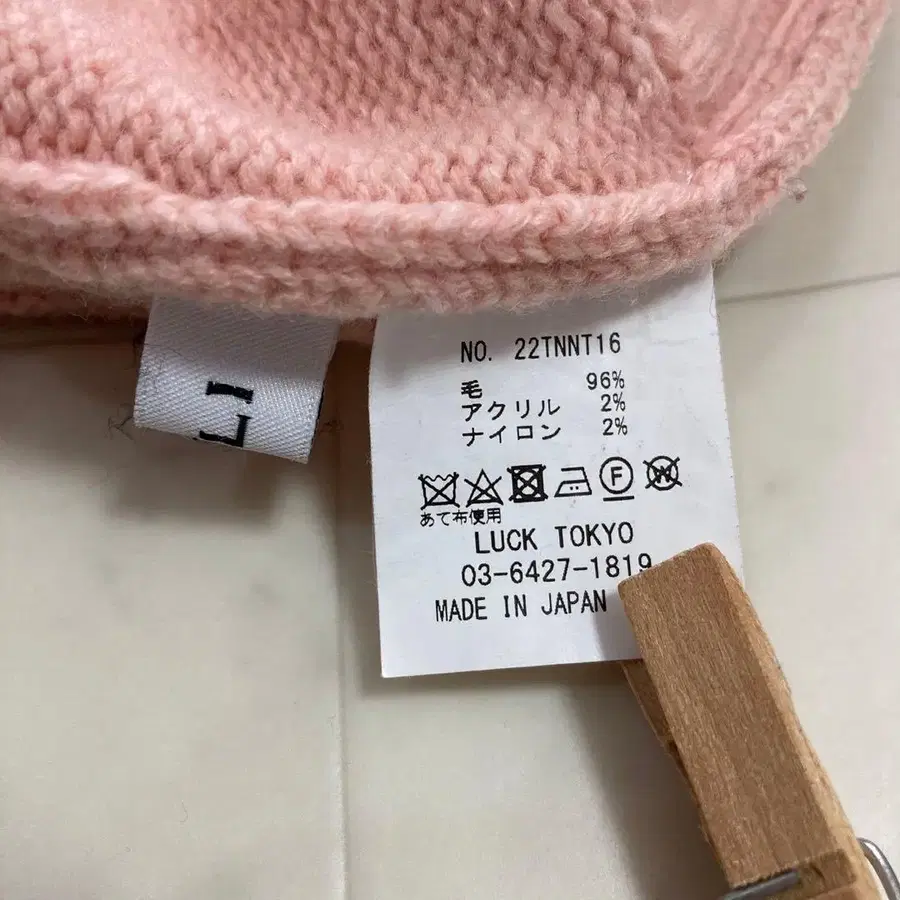 NO. 22TNNT16
毛 96%
アクリル 2%
ナイロン 2%
F W
あて布使用
LUCK TOKYO
03-6427-1819
MADE IN JAPAN